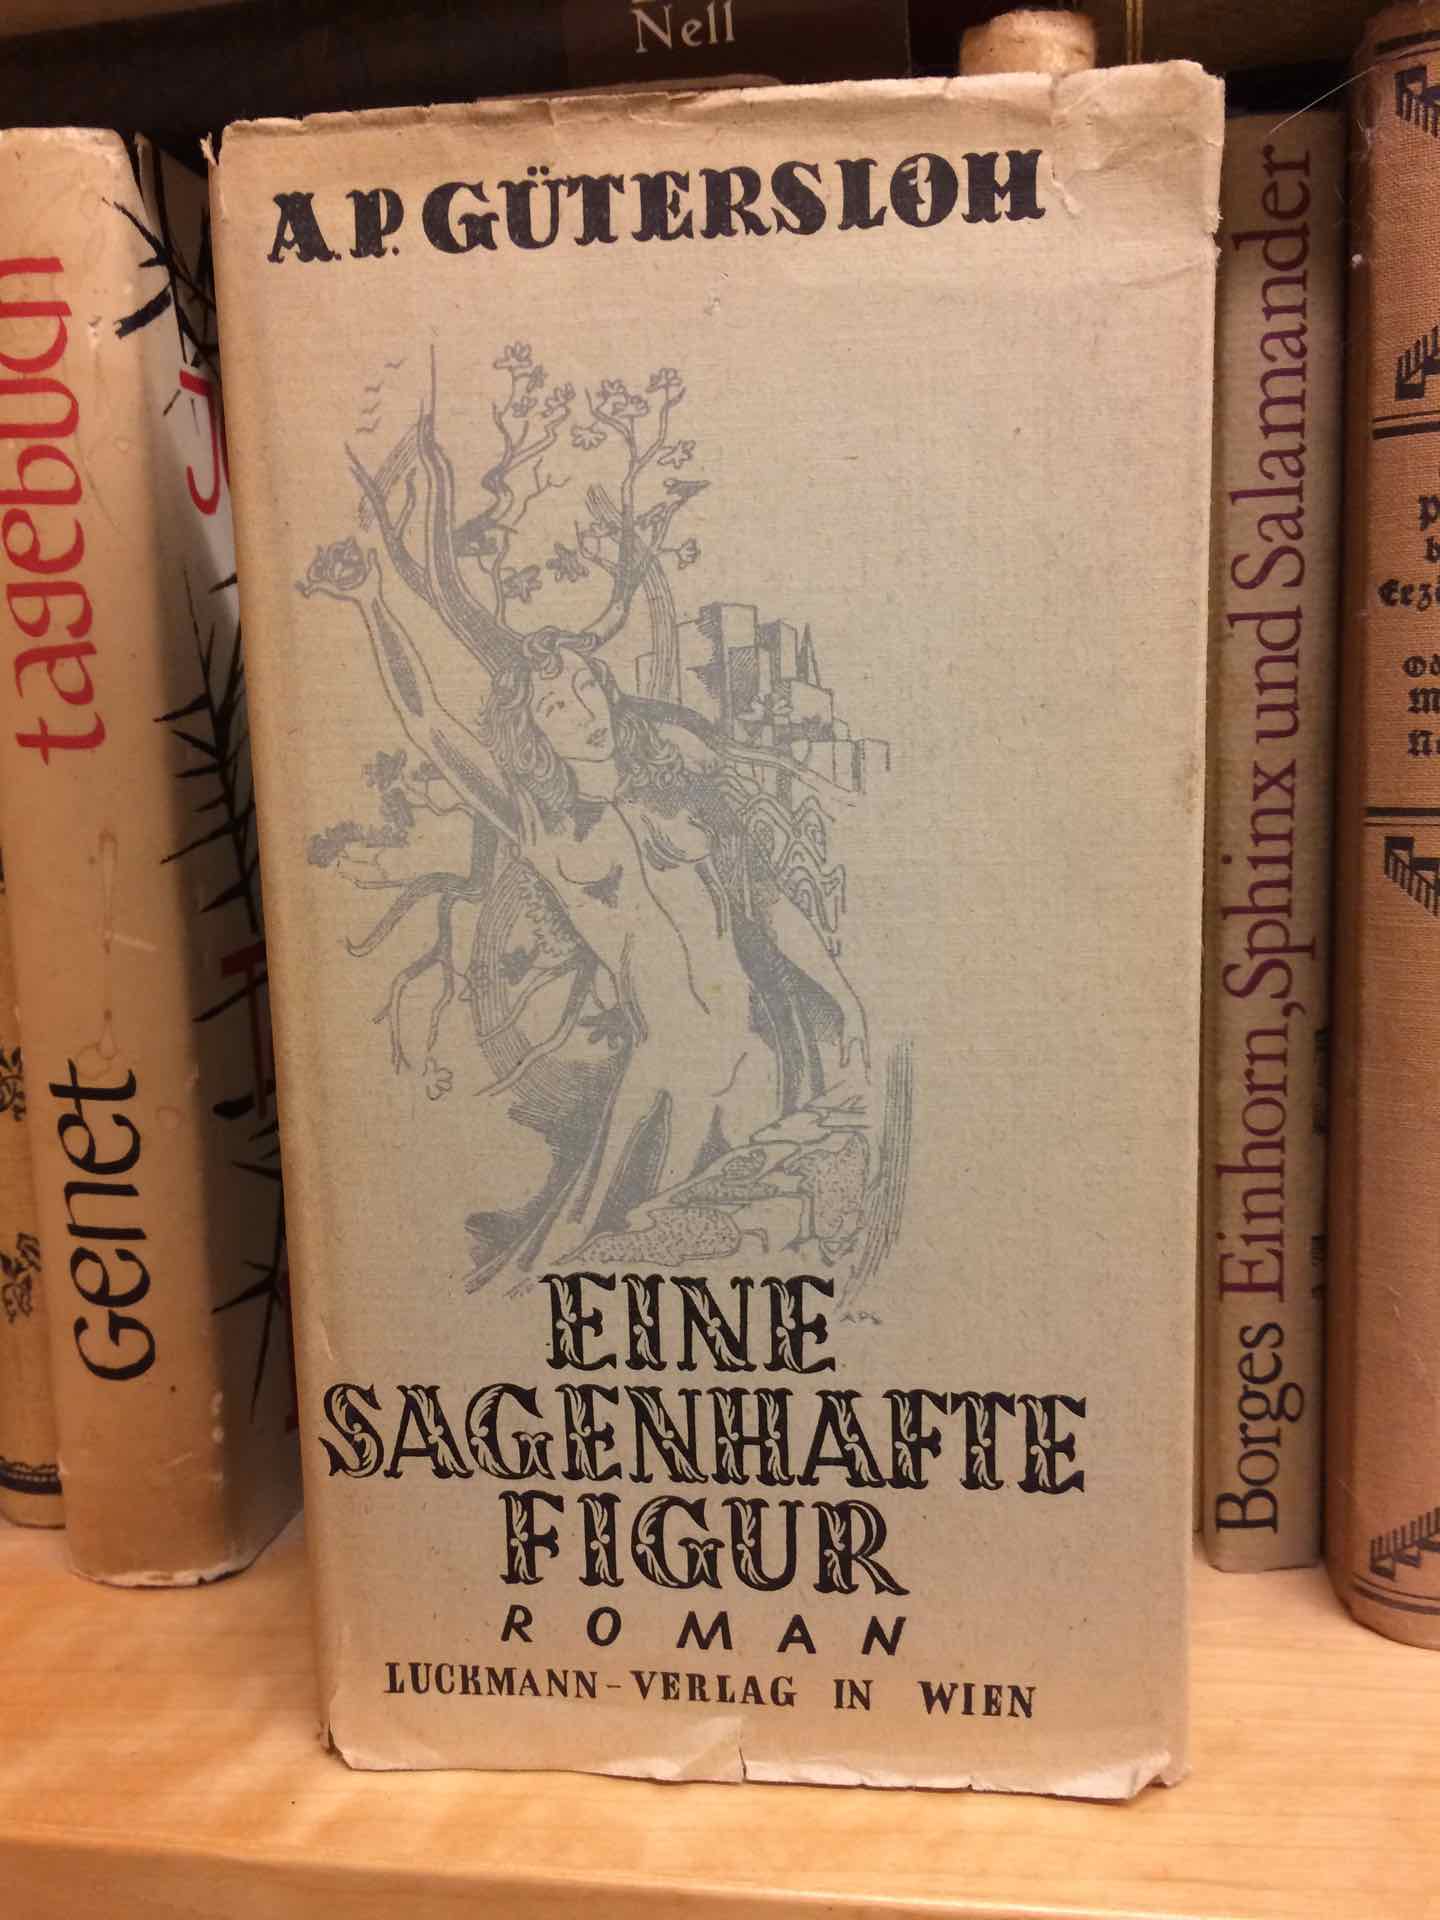 Nell
A.P. GÜTERSLOH
EINE
SAGENHAFTE
FIGUR
ROMAN
LUCKMANN-VERLAG IN WIEN
Genet tagebuch
Borges Einhorn, Sphinx und Salamander